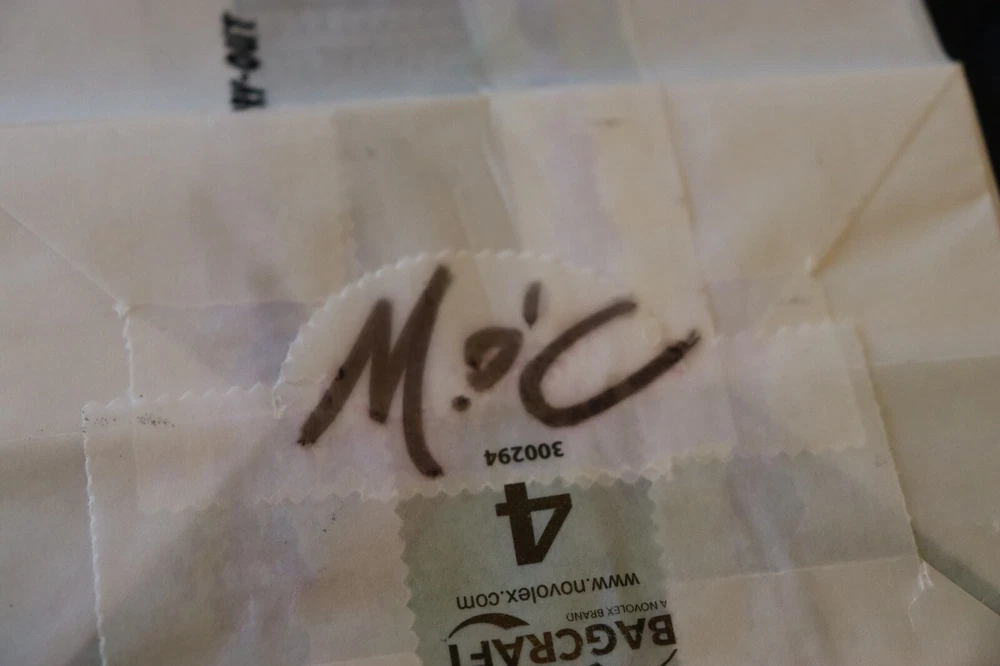 M.o'C
300294
4
www.novolex.com
A NOVOLEX BRAND
BAGCRAFT